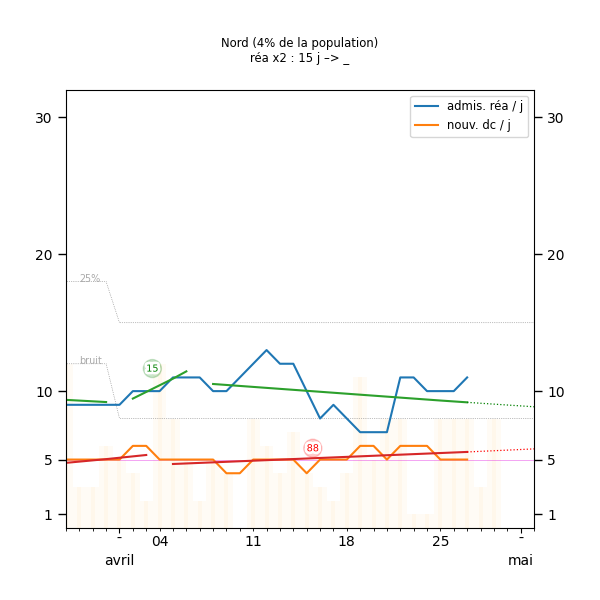 Nord (4% de la population)
réa x2 : 15 j –> _
admis. réa / j
nouv. dc / j
30
30
20
20
25%
bruit
15
10
10
88
5
5
1
1
- 04 11 18 25 -
avril mai